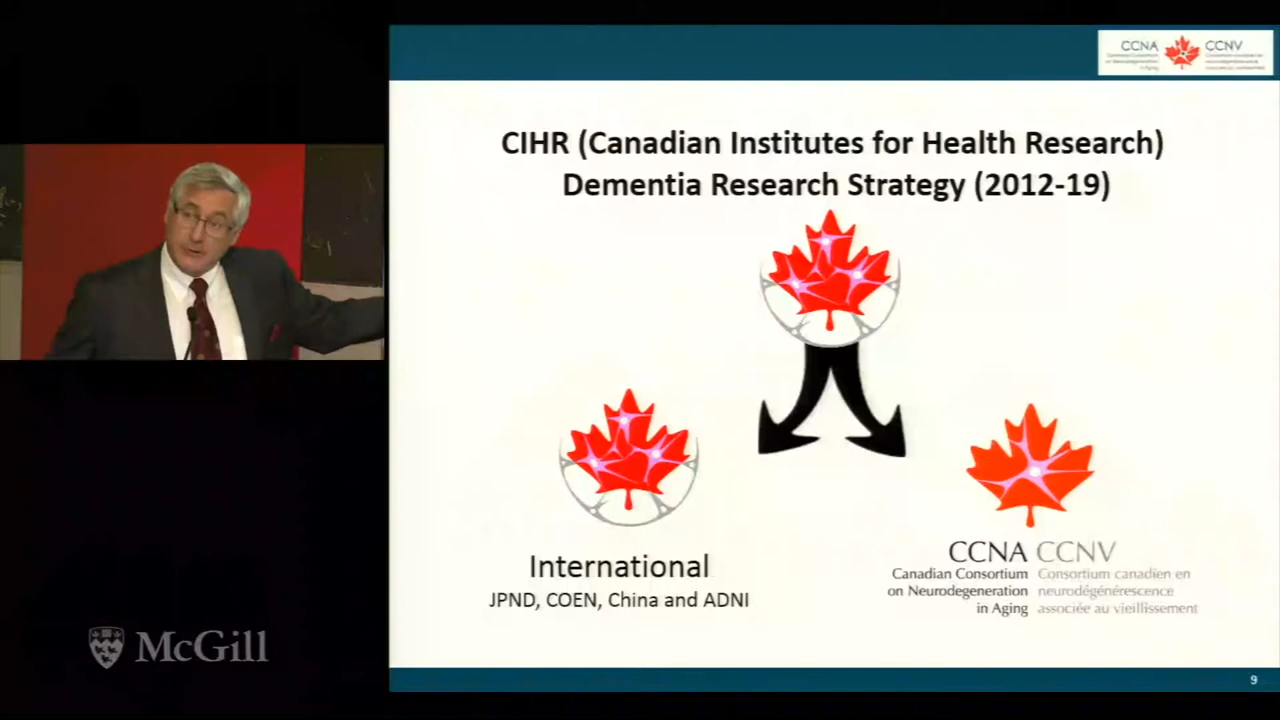 CCNA CCNV
CIHR (Canadian Institutes for Health Research)
Dementia Research Strategy (2012-19)
International
JPND, COEN, China and ADNI
CCNA CCNV
Canadian Consortium Consortium canadien en
on Neurodegeneration neurodégénérescence
in Aging associée au vieillissement
McGill
9